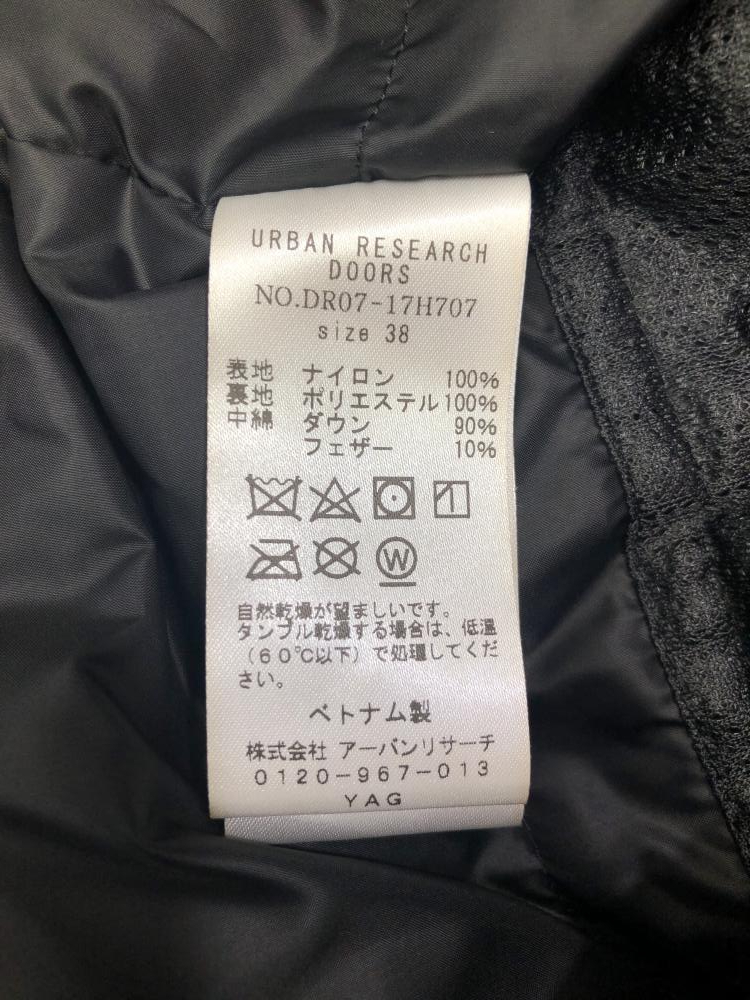 URBAN RESEARCH
DOORS
NO.DR07-17H707
size 38
表地 ナイロン 100%
裏地 ポリエステル 100%
中綿 ダウン 90%
フェザー 10%
W
自然乾燥が望ましいです。
タンブル乾燥する場合は、低温
(60℃以下)で処理してくだ
さい。
ベトナム製
株式会社 アーバンリサーチ
0120-967-013
YAG